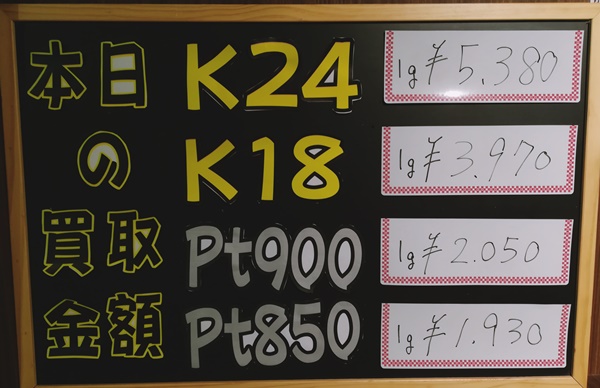 本日
の
買取
金額
K24 1g ¥5.380
K18 1g ¥3.970
Pt900 1g ¥2.050
Pt850 1g ¥1.930